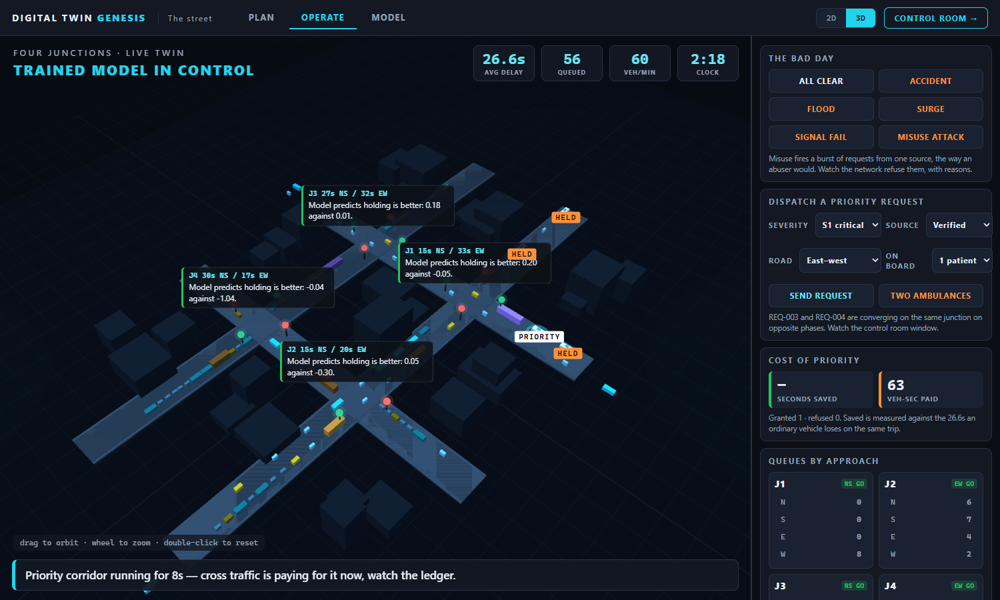 DIGITAL TWIN GENESIS
The street
PLAN
OPERATE
MODEL
2D
3D
CONTROL ROOM →
FOUR JUNCTIONS · LIVE TWIN
TRAINED MODEL IN CONTROL
26.6s
AVG DELAY
56
QUEUED
60
VEH/MIN
2:18
CLOCK
J3 27s NS / 32s EW
Model predicts holding is better: 0.18
against 0.01.
HELD
J1 15s NS / 33s EW
HELD
Model predicts holding is better: 0.20
against -0.05.
J4 30s NS / 17s EW
Model predicts holding is better: -0.04
against -1.04.
PRIORITY
HELD
J2 15s NS / 20s EW
Model predicts holding is better: 0.05
against -0.30.
drag to orbit · wheel to zoom · double-click to reset
Priority corridor running for 8s — cross traffic is paying for it now, watch the ledger.
THE BAD DAY
ALL CLEAR
ACCIDENT
FLOOD
SURGE
SIGNAL FAIL
MISUSE ATTACK
Misuse fires a burst of requests from one source, the way an
abuser would. Watch the network refuse them, with reasons.
DISPATCH A PRIORITY REQUEST
SEVERITY
S1 critical
SOURCE
Verified
ROAD
East-west
ON
BOARD
1 patient
SEND REQUEST
TWO AMBULANCES
REQ-003 and REQ-004 are converging on the same junction on
opposite phases. Watch the control room window.
COST OF PRIORITY
—
SECONDS SAVED
63
VEH-SEC PAID
Granted 1 · refused 0. Saved is measured against the 26.6s an
ordinary vehicle loses on the same trip.
QUEUES BY APPROACH
J1
NS GO
N 0
S 0
E 0
W 8
J2
EW GO
N 6
S 7
E 4
W 2
J3
NS GO
J4
EW GO